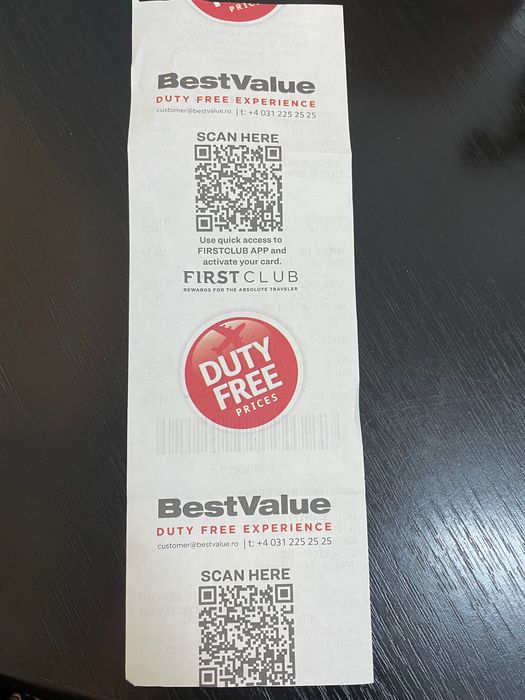 PRICES
BestValue
DUTY FREE EXPERIENCE
customer@bestvalue.ro | t: +4 031 225 25 25
SCAN HERE
Use quick access to
FIRSTCLUB APP and
activate your card.
FIRST CLUB
REWARDS FOR THE ABSOLUTE TRAVELER
DUTY
FREE
PRICES
BestValue
DUTY FREE EXPERIENCE
customer@bestvalue.ro | t: +4 031 225 25 25
SCAN HERE